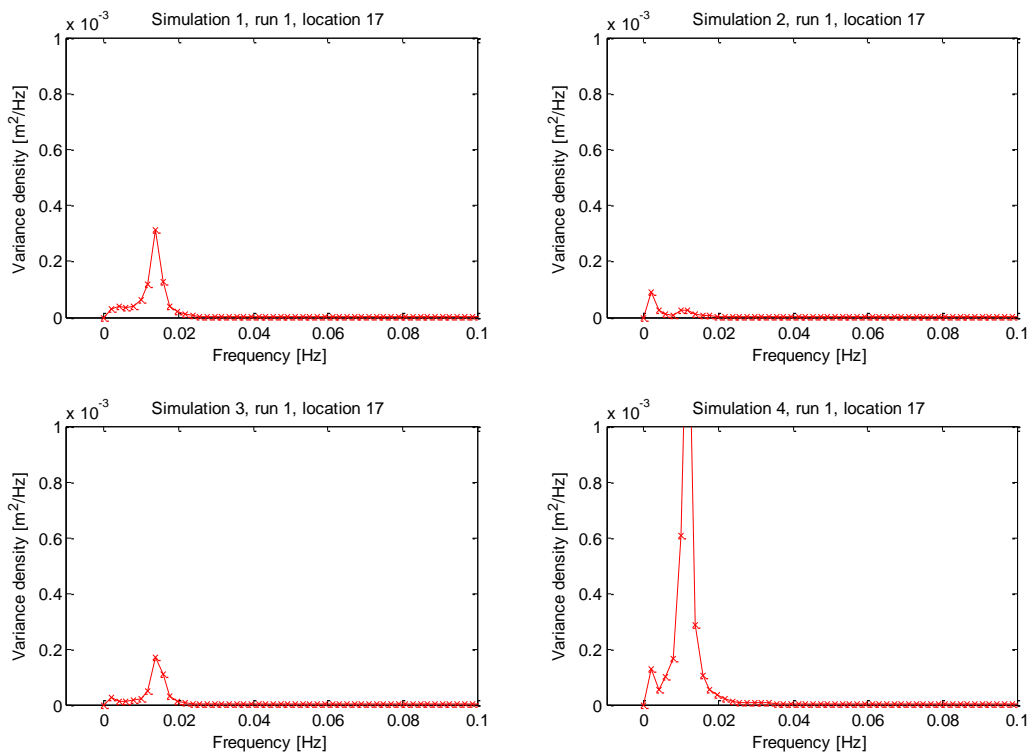 Simulation 1, run 1, location 17
x 10^-3
1
0.8
0.6
0.4
0.2
0
Variance density [m^2/Hz]
0 0.02 0.04 0.06 0.08 0.1
Frequency [Hz]
Simulation 2, run 1, location 17
x 10^-3
1
0.8
0.6
0.4
0.2
0
Variance density [m^2/Hz]
0 0.02 0.04 0.06 0.08 0.1
Frequency [Hz]
Simulation 3, run 1, location 17
x 10^-3
1
0.8
0.6
0.4
0.2
0
Variance density [m^2/Hz]
0 0.02 0.04 0.06 0.08 0.1
Frequency [Hz]
Simulation 4, run 1, location 17
x 10^-3
1
0.8
0.6
0.4
0.2
0
Variance density [m^2/Hz]
0 0.02 0.04 0.06 0.08 0.1
Frequency [Hz]